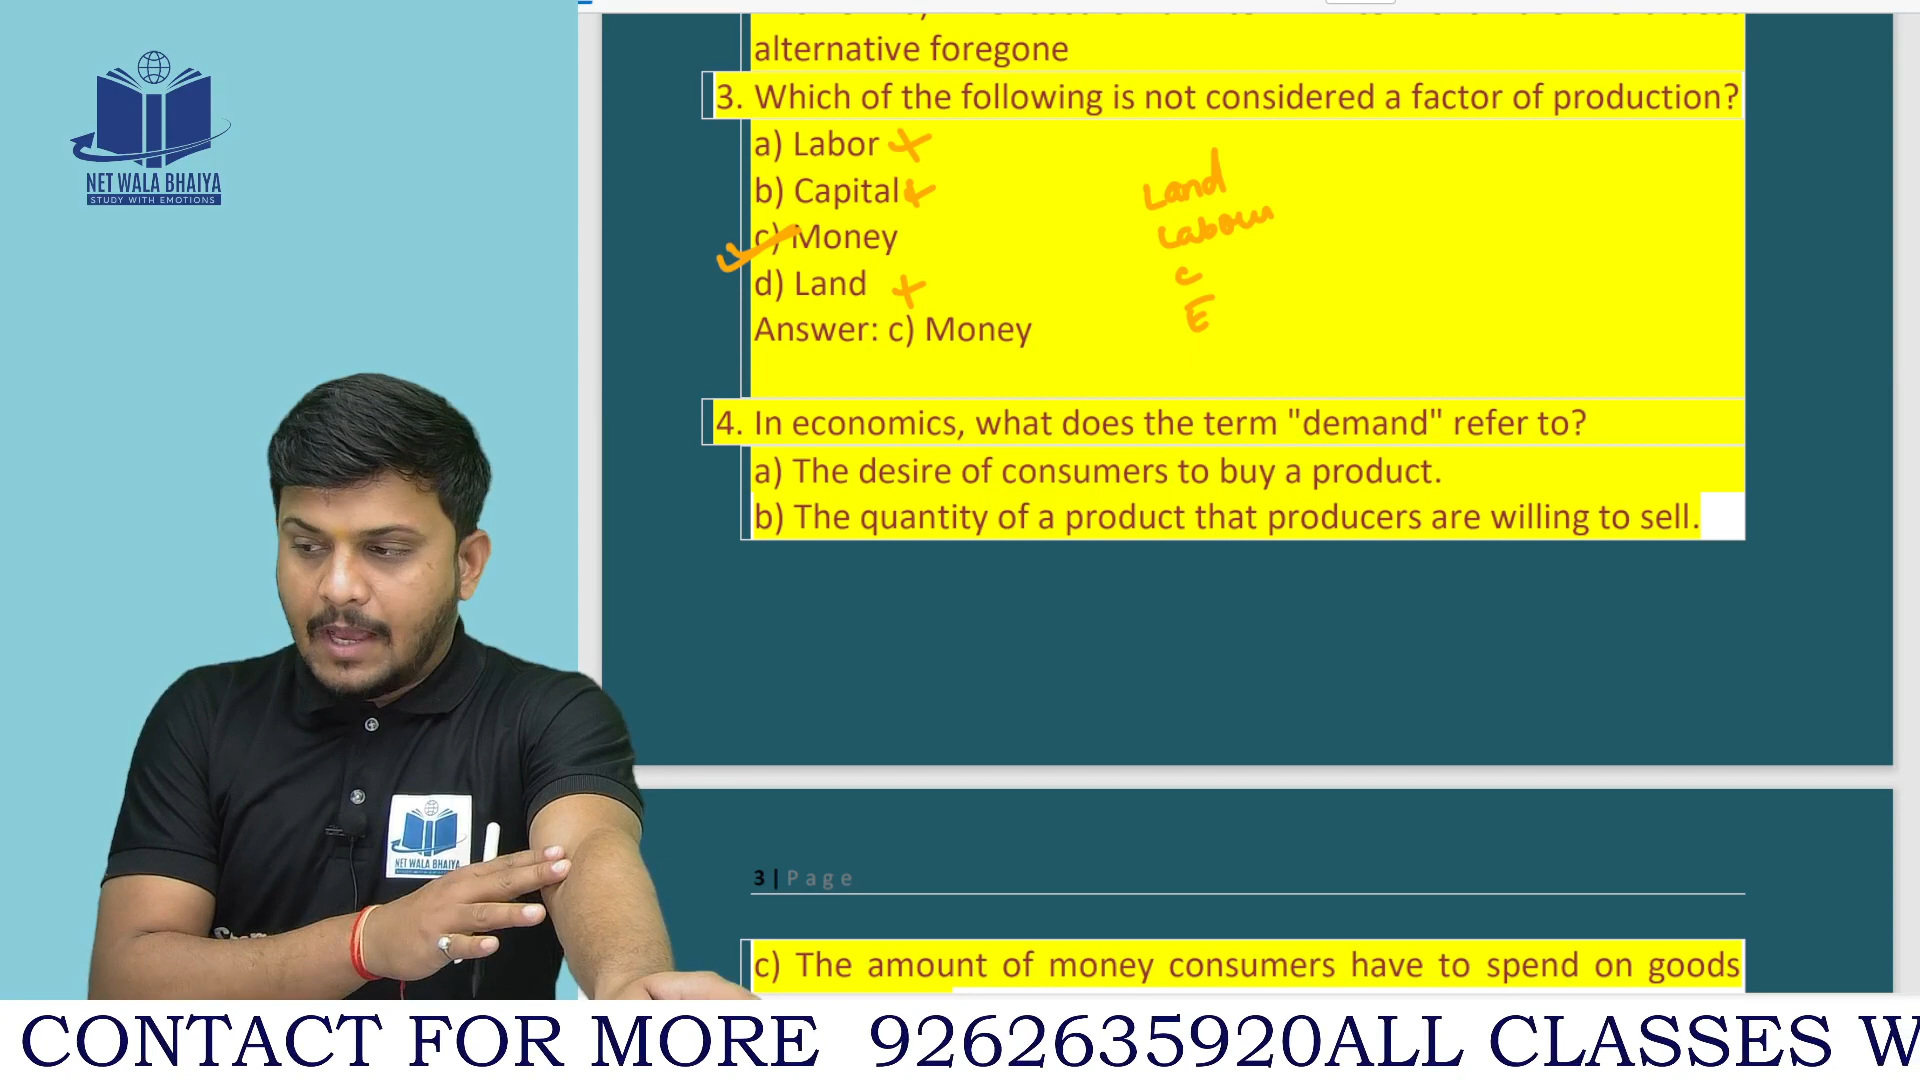 NET WALA BHAIYA
STUDY WITH EMOTIONS
alternative foregone
3. Which of the following is not considered a factor of production?
a) Labor
b) Capital
c) Money
d) Land
Answer: c) Money
Land
Labour
C
E
4. In economics, what does the term "demand" refer to?
a) The desire of consumers to buy a product.
b) The quantity of a product that producers are willing to sell.
3 | Page
c) The amount of money consumers have to spend on goods
NET WALA BHAIYA
CONTACT FOR MORE 9262635920ALL CLASSES W